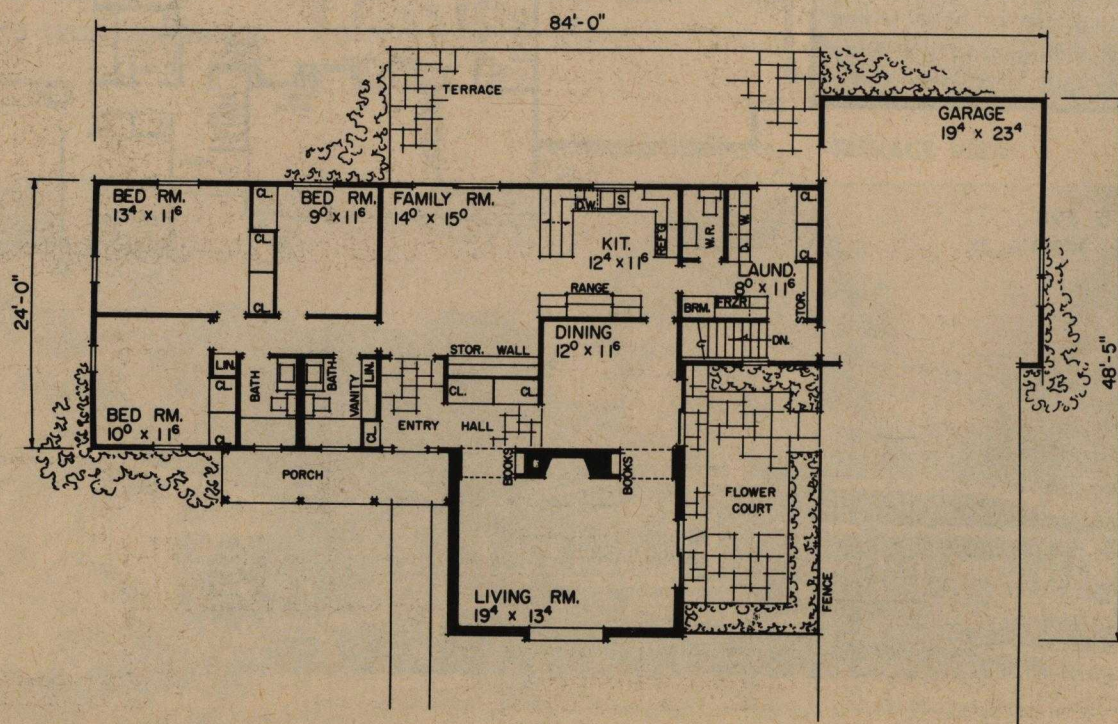 84'-0"
TERRACE
GARAGE
19⁴ x 23⁴
BED RM.
13⁴ x 11⁶
CL.
BED RM.
9⁰ x 11⁶
FAMILY RM.
14⁰ x 15⁰
D.W.
S.
REF'G
KIT.
12⁴ x 11⁶
W.R.
W.
D.
CL.
CL.
CL.
LAUND.
8⁰ x 11⁶
24'-0"
CL.
RANGE
BRM.
FRZR.
STOR.
DINING
12⁰ x 11⁶
DN.
STOR. WALL
LIN.
CL.
BATH
BATH
LIN.
VANITY
CL.
CL.
48'-5"
BED RM.
10⁰ x 11⁶
CL.
CL.
ENTRY HALL
PORCH
BOOKS
BOOKS
FLOWER
COURT
LIVING RM.
19⁴ x 13⁴
FENCE